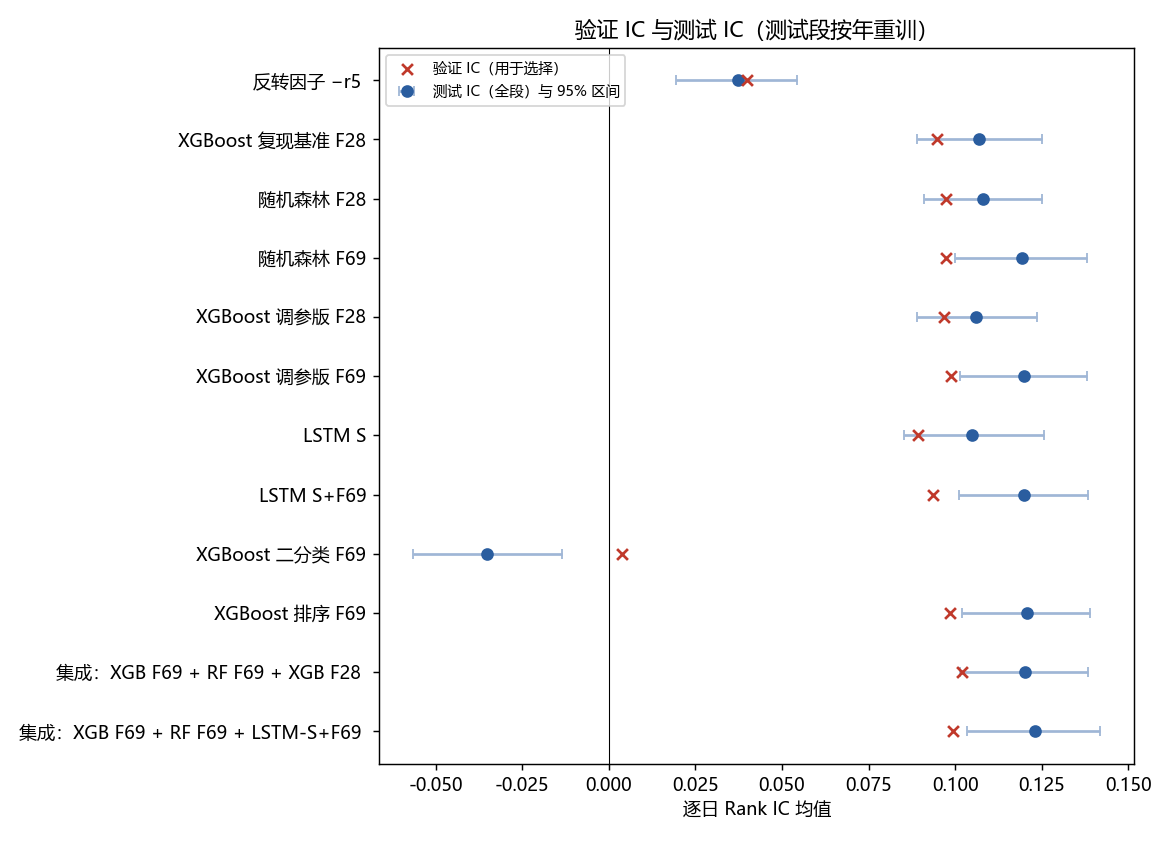 验证 IC 与测试 IC（测试段按年重训）
验证 IC（用于选择）
测试 IC（全段）与 95% 区间
反转因子 −r5
XGBoost 复现基准 F28
随机森林 F28
随机森林 F69
XGBoost 调参版 F28
XGBoost 调参版 F69
LSTM S
LSTM S+F69
XGBoost 二分类 F69
XGBoost 排序 F69
集成：XGB F69 + RF F69 + XGB F28
集成：XGB F69 + RF F69 + LSTM-S+F69
-0.050 -0.025 0.000 0.025 0.050 0.075 0.100 0.125 0.150
逐日 Rank IC 均值